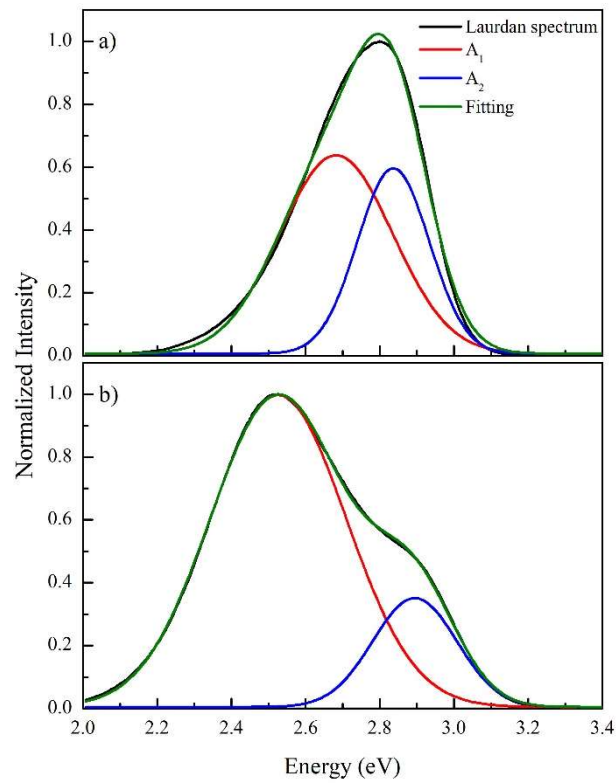 a)
Laurdan spectrum
A₁
A₂
Fitting
1.0
0.8
0.6
0.4
0.2
0.0
Normalized Intensity
b)
1.0
0.8
0.6
0.4
0.2
0.0
2.0 2.2 2.4 2.6 2.8 3.0 3.2 3.4
Energy (eV)